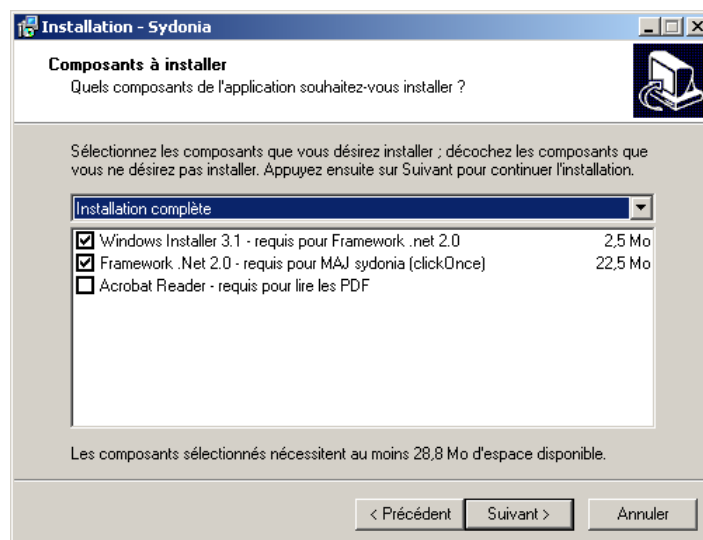 Installation - Sydonia
Composants à installer
Quels composants de l'application souhaitez-vous installer ?
Sélectionnez les composants que vous désirez installer ; décochez les composants que
vous ne désirez pas installer. Appuyez ensuite sur Suivant pour continuer l'installation.
Installation complète
Windows Installer 3.1 - requis pour Framework .net 2.0 2,5 Mo
Framework .Net 2.0 - requis pour MAJ sydonia (clickOnce) 22,5 Mo
Acrobat Reader - requis pour lire les PDF
Les composants sélectionnés nécessitent au moins 28,8 Mo d'espace disponible.
< Précédent Suivant > Annuler